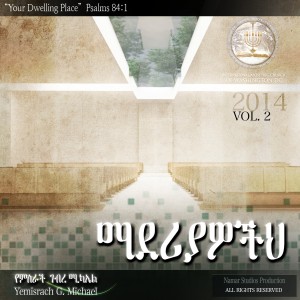 "Your Dwelling Place" Psalms 84:1
2014
VOL. 2
ማደሪያዎችህ
የምስራች ገብረ ሚካኤል
Yemisrach G. Michael
Namar Studios Production
ALL RIGHTS RESERVED